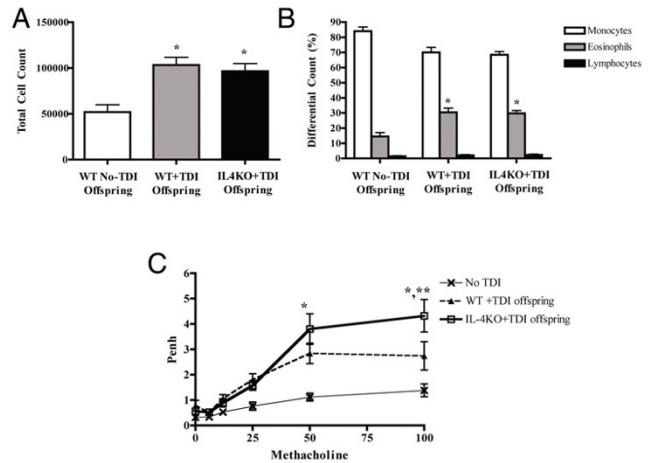 A
Total Cell Count
150000
100000
50000
0
*
*
WT No-TDI
Offspring
WT+TDI
Offspring
IL4KO+TDI
Offspring
B
Differential Count (%)
90
80
70
60
50
40
30
20
10
0
*
*
Monocytes
Eosinophils
Lymphocytes
WT No-TDI
Offspring
WT+TDI
Offspring
IL4KO+TDI
Offspring
C
Penh
6
5
4
3
2
1
0
*
*,**
No TDI
WT +TDI offspring
IL-4KO+TDI offspring
0 25 50 75 100
Methacholine